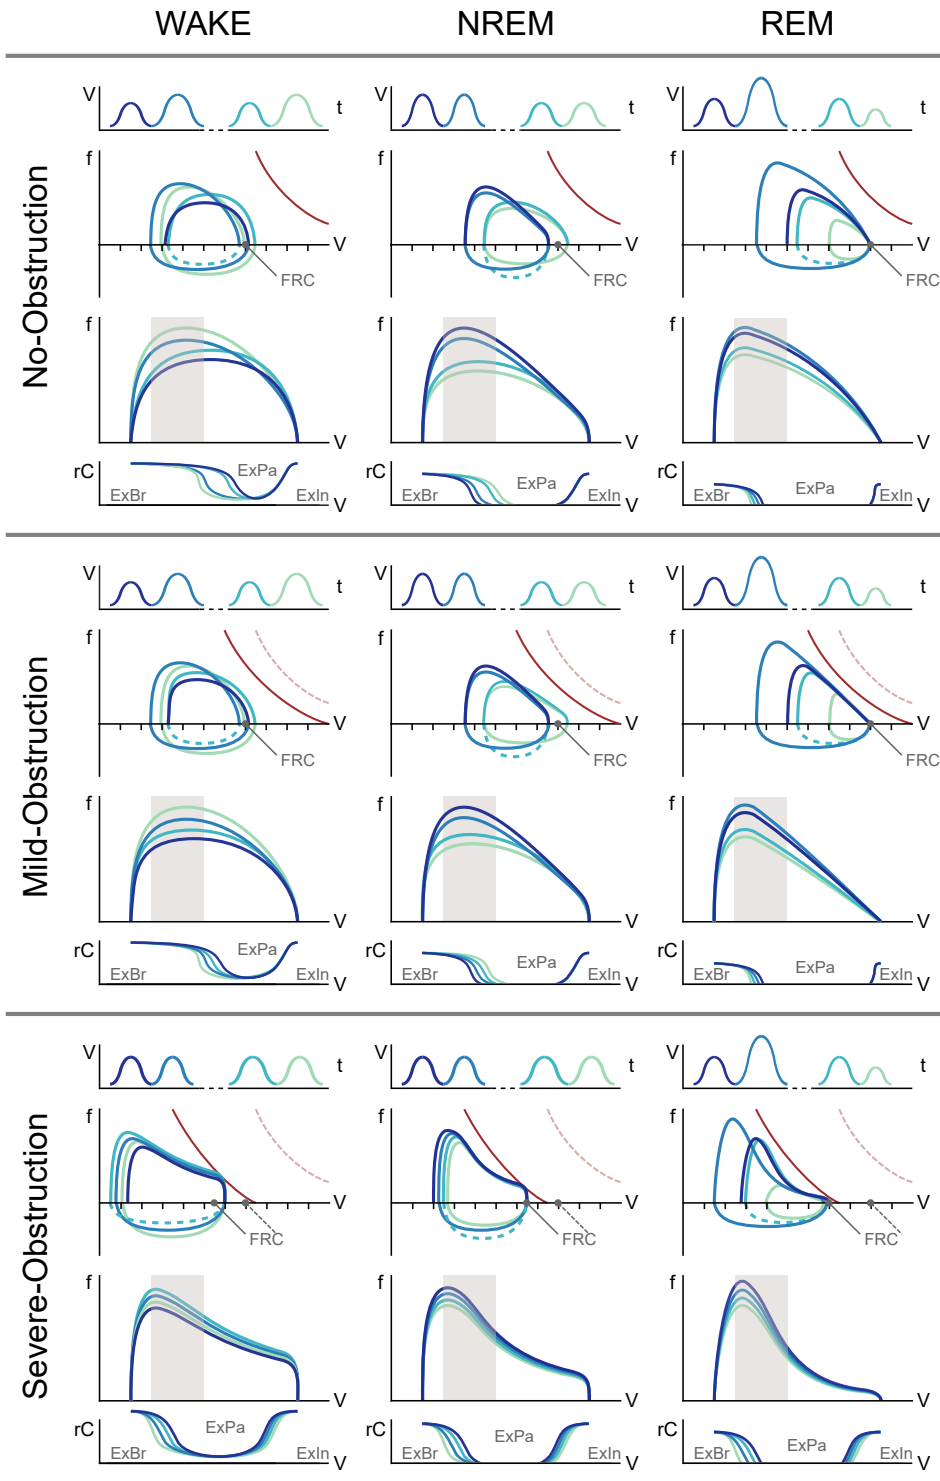 WAKE NREM REM
No-Obstruction
V t V t V t
f V f V f V
FRC FRC FRC
f V f V f V
rC ExBr ExPa ExIn V rC ExBr ExPa ExIn V rC ExBr ExPa ExIn V
Mild-Obstruction
V t V t V t
f V f V f V
FRC FRC FRC
f V f V f V
rC ExBr ExPa ExIn V rC ExBr ExPa ExIn V rC ExBr ExPa ExIn V
Severe-Obstruction
V t V t V t
f V f V f V
FRC FRC FRC
f V f V f V
rC ExBr ExPa ExIn V rC ExBr ExPa ExIn V rC ExBr ExPa ExIn V